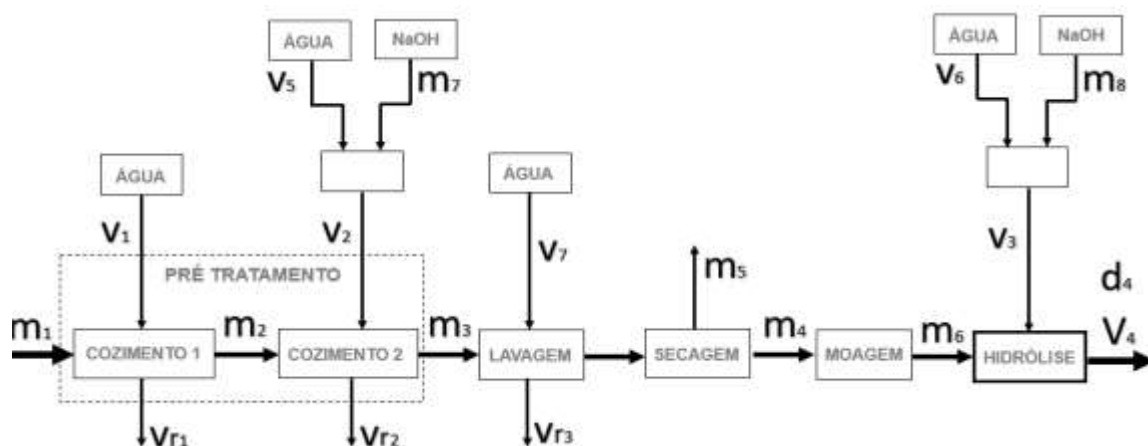 ÁGUA NaOH ÁGUA NaOH
V5 m7 V6 m8
ÁGUA ÁGUA
V1 V2 V7 V3
PRÉ TRATAMENTO m5 d4
m1 COZIMENTO 1 m2 COZIMENTO 2 m3 LAVAGEM SECAGEM m4 MOAGEM m6 HIDRÓLISE V4
Vr1 Vr2 Vr3